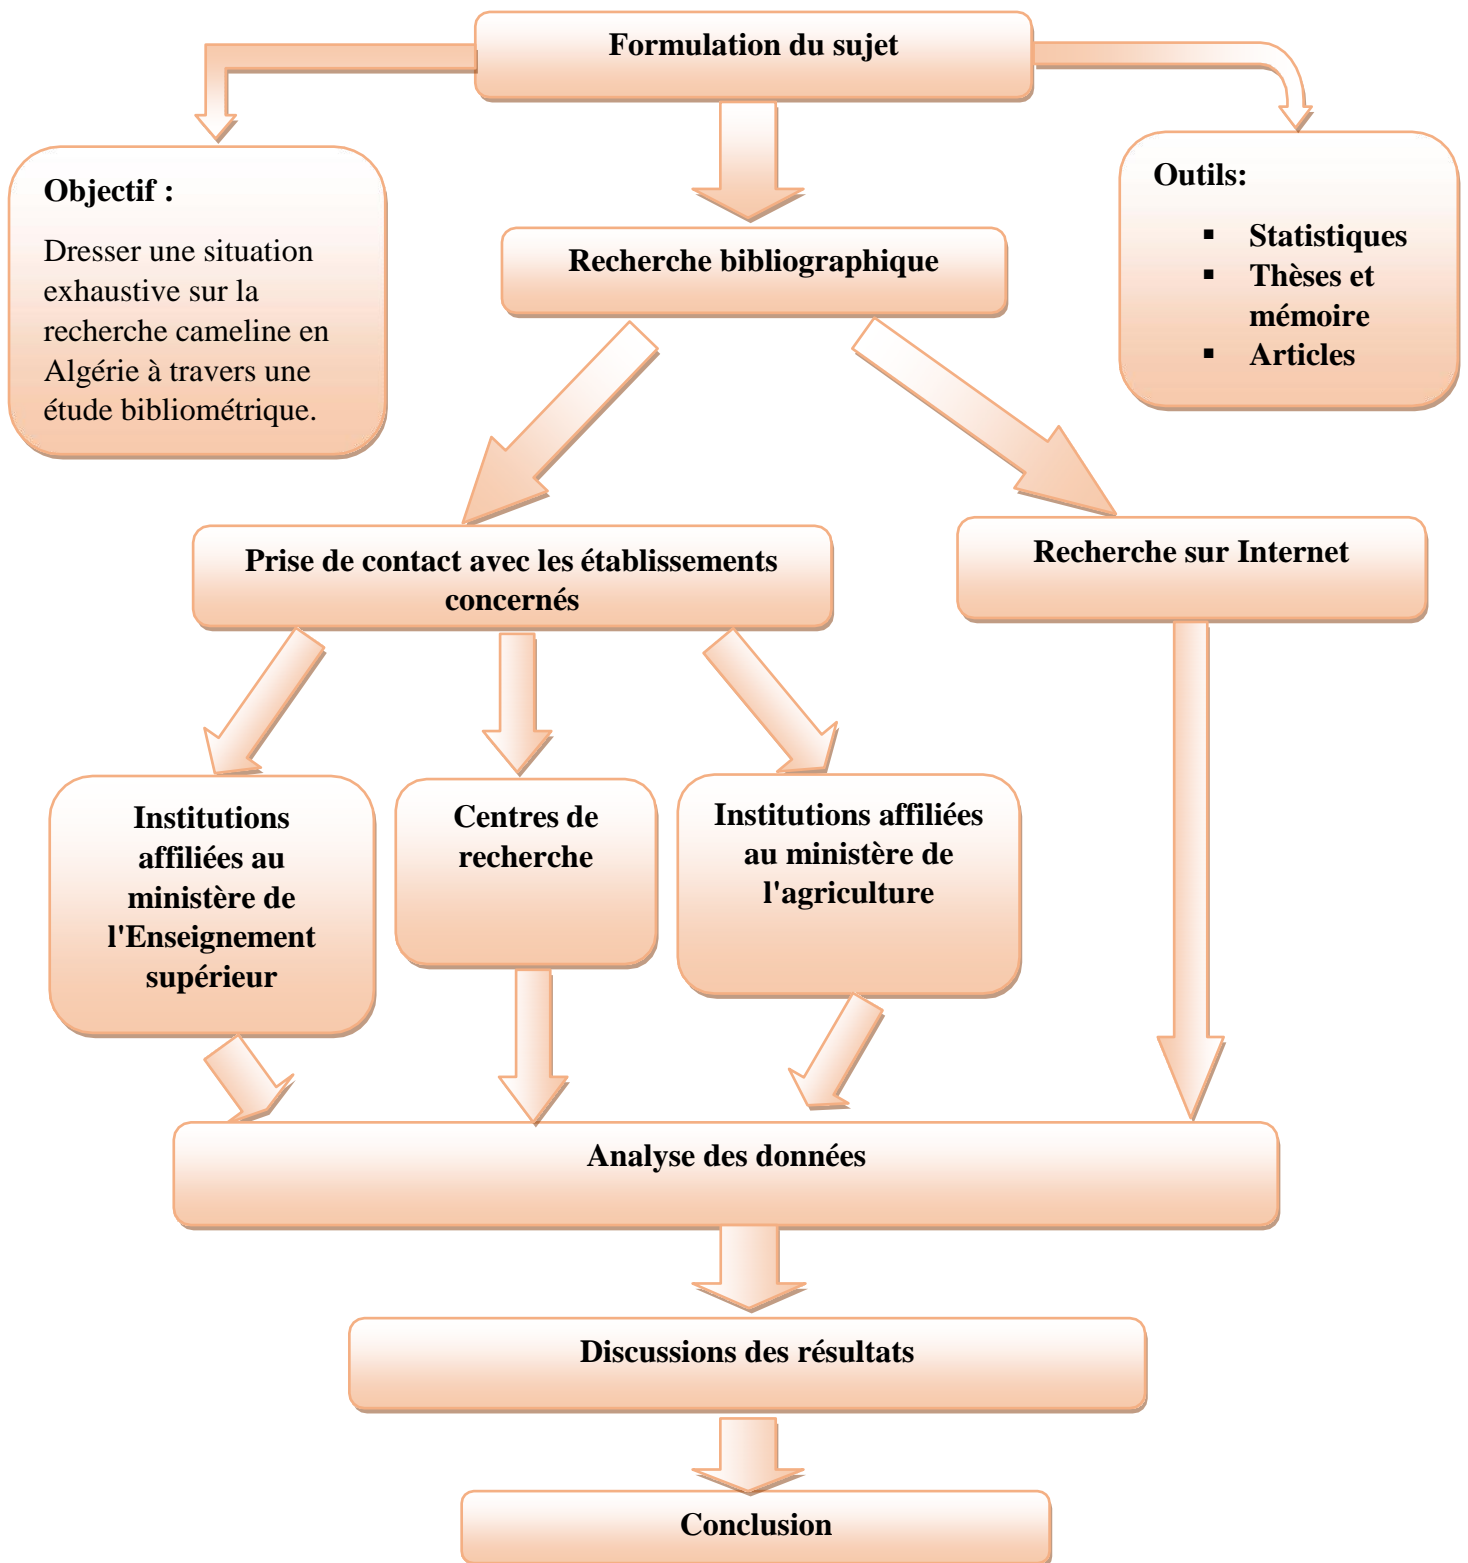 Formulation du sujet
Objectif :
Dresser une situation
exhaustive sur la
recherche cameline en
Algérie à travers une
étude bibliométrique.
Outils:
▪ Statistiques
▪ Thèses et
mémoire
▪ Articles
Recherche bibliographique
Prise de contact avec les établissements
concernés
Recherche sur Internet
Institutions
affiliées au
ministère de
l'Enseignement
supérieur
Centres de
recherche
Institutions affiliées
au ministère de
l'agriculture
Analyse des données
Discussions des résultats
Conclusion